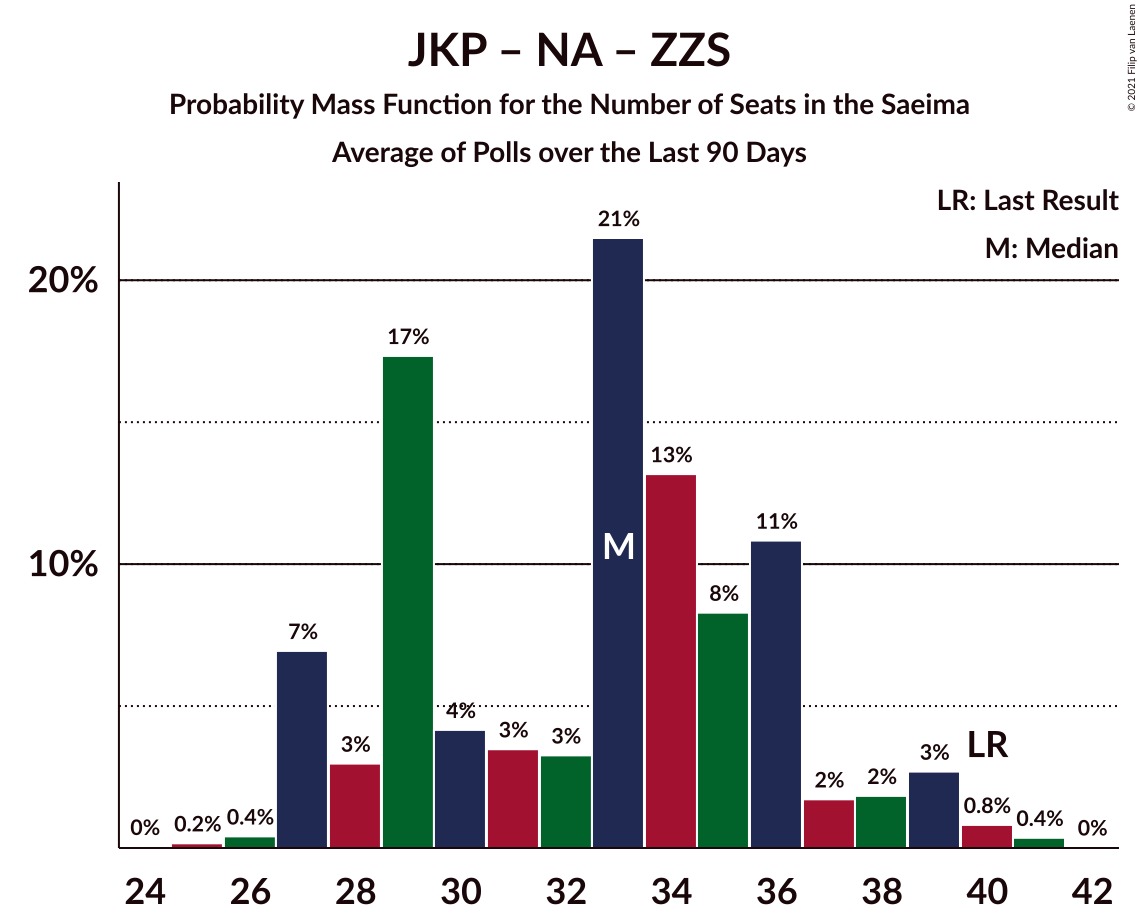 JKP – NA – ZZS
Probability Mass Function for the Number of Seats in the Saeima
Average of Polls over the Last 90 Days
© 2021 Filip van Laenen
LR: Last Result
M: Median
20%
10%
0%
0.2%
0.4%
7%
3%
17%
4%
3%
3%
21%
M
13%
8%
11%
2%
2%
3%
LR
0.8%
0.4%
0%
24 26 28 30 32 34 36 38 40 42